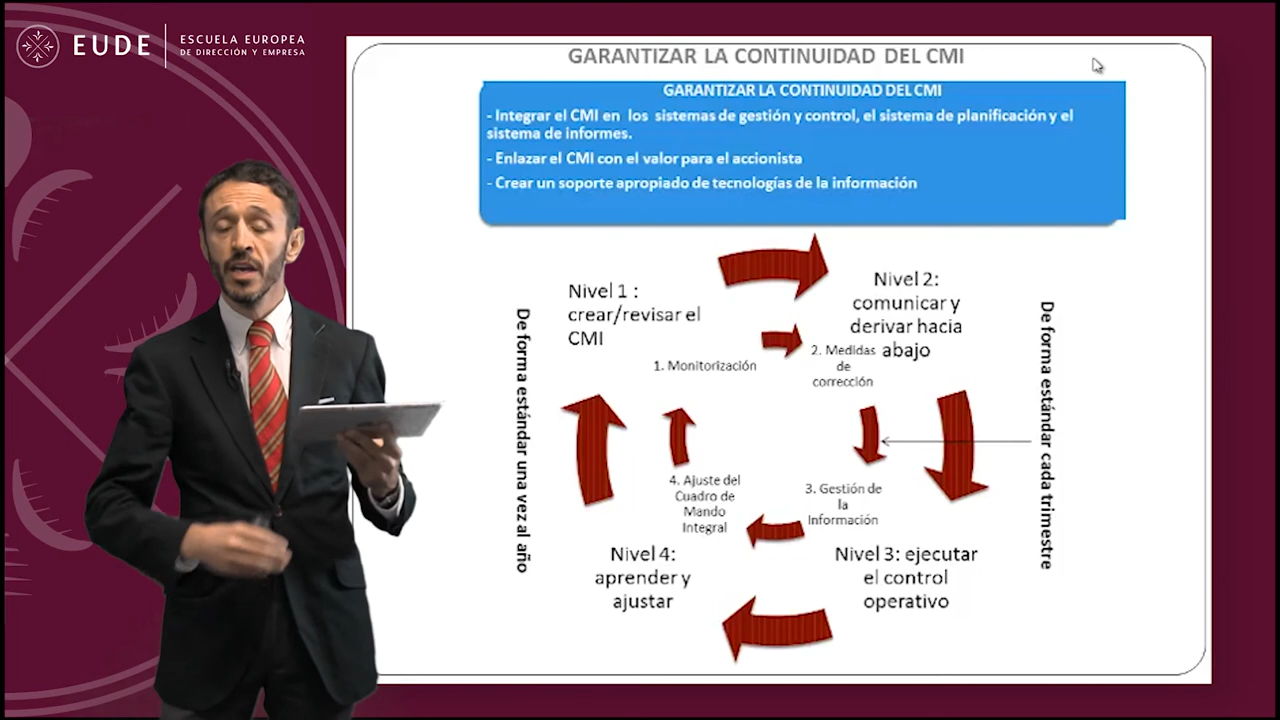 EUDE
ESCUELA EUROPEA
DE DIRECCIÓN Y EMPRESA
GARANTIZAR LA CONTINUIDAD DEL CMI
GARANTIZAR LA CONTINUIDAD DEL CMI
- Integrar el CMI en los sistemas de gestión y control, el sistema de planificación y el
sistema de informes.
- Enlazar el CMI con el valor para el accionista
- Crear un soporte apropiado de tecnologías de la información
Nivel 1 :
crear/revisar el
CMI
Nivel 2:
comunicar y
derivar hacia
abajo
1. Monitorización
2. Medidas
de
corrección
De forma estándar una vez al año
De forma estándar cada trimestre
4. Ajuste del
Cuadro de
Mando
Integral
3. Gestión de
la
Información
Nivel 4:
aprender y
ajustar
Nivel 3: ejecutar
el control
operativo